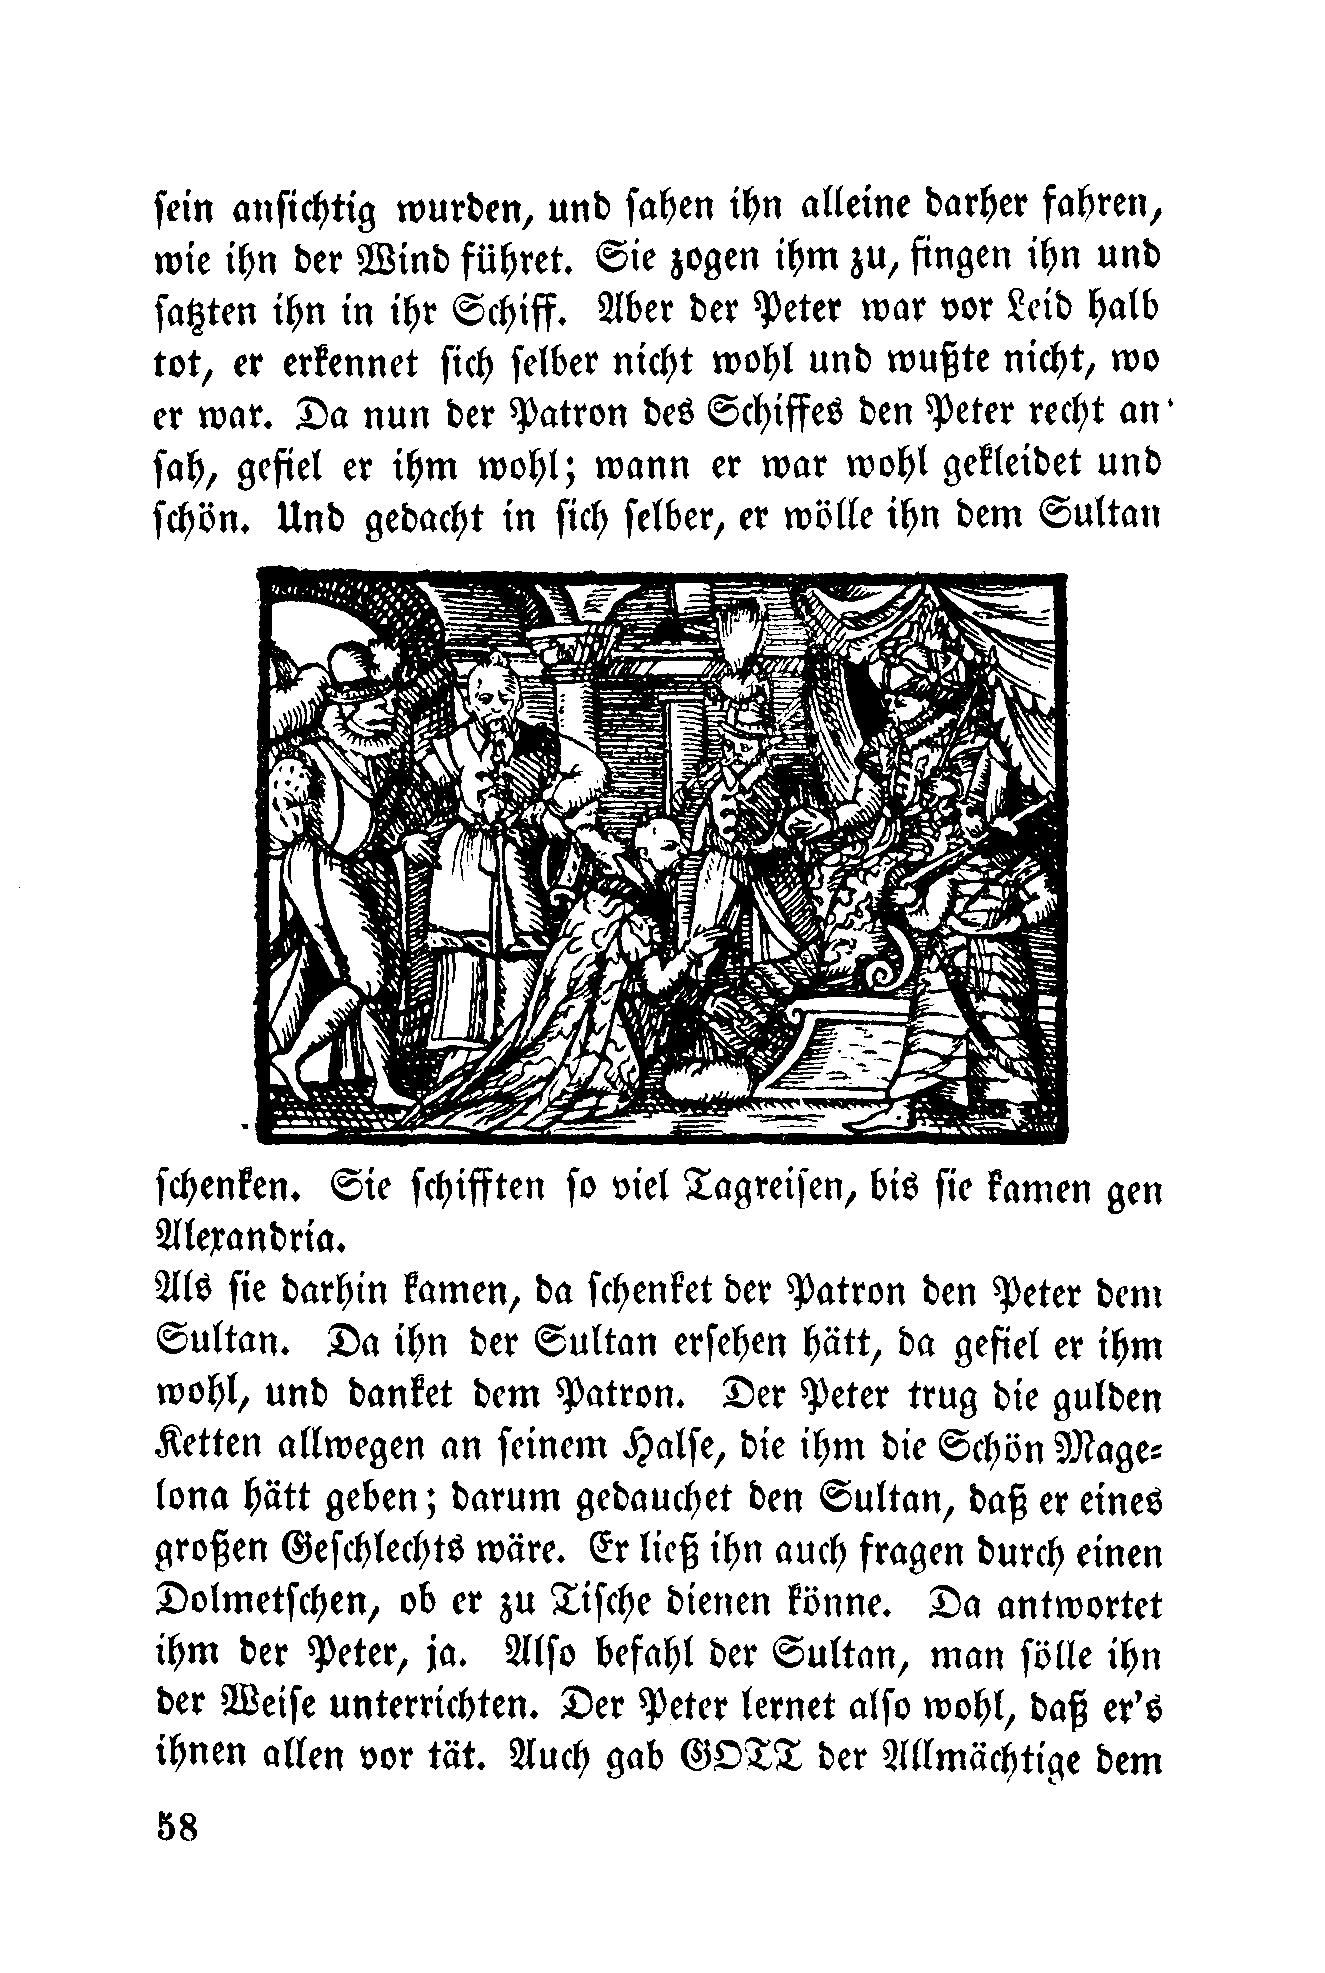 sein ansichtig wurden, und sahen ihn alleine darher fahren,
wie ihn der Wind führet. Sie zogen ihm zu, fingen ihn und
satzten ihn in ihr Schiff. Aber der Peter war vor Leid halb
tot, er erkennet sich selber nicht wohl und wußte nicht, wo
er war. Da nun der Patron des Schiffes den Peter recht an-
sah, gefiel er ihm wohl; wann er war wohl gekleidet und
schön. Und gedacht in sich selber, er wölle ihn dem Sultan
schenken. Sie schifften so viel Tagreisen, bis sie kamen gen
Alexandria.
Als sie darhin kamen, da schenket der Patron den Peter dem
Sultan. Da ihn der Sultan ersehen hätt, da gefiel er ihm
wohl, und danket dem Patron. Der Peter trug die gulden
Ketten allwegen an seinem Halse, die ihm die Schön Mage-
lona hätt geben; darum gedauchet den Sultan, daß er eines
großen Geschlechts wäre. Er ließ ihn auch fragen durch einen
Dolmetschen, ob er zu Tische dienen könne. Da antwortet
ihm der Peter, ja. Also befahl der Sultan, man sölle ihn
der Weise unterrichten. Der Peter lernet also wohl, daß er's
ihnen allen vor tät. Auch gab GOTT der Allmächtige dem
58